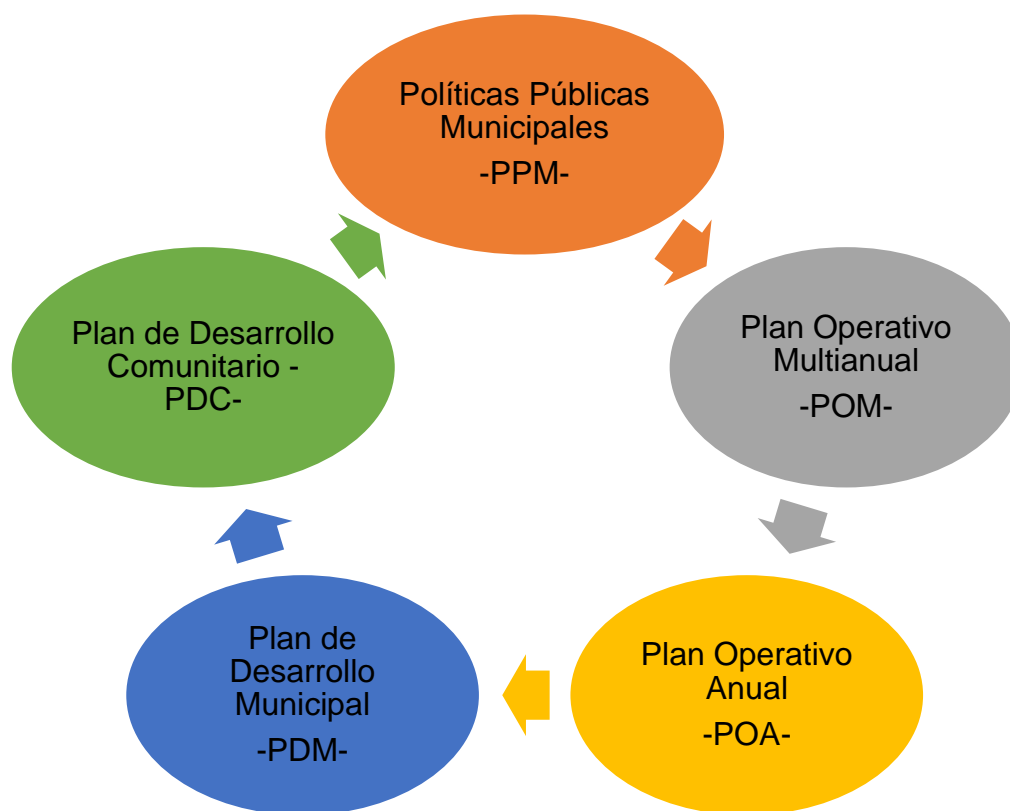 Políticas Públicas
Municipales
-PPM-
Plan Operativo
Multianual
-POM-
Plan Operativo
Anual
-POA-
Plan de
Desarrollo
Municipal
-PDM-
Plan de Desarrollo
Comunitario -
PDC-